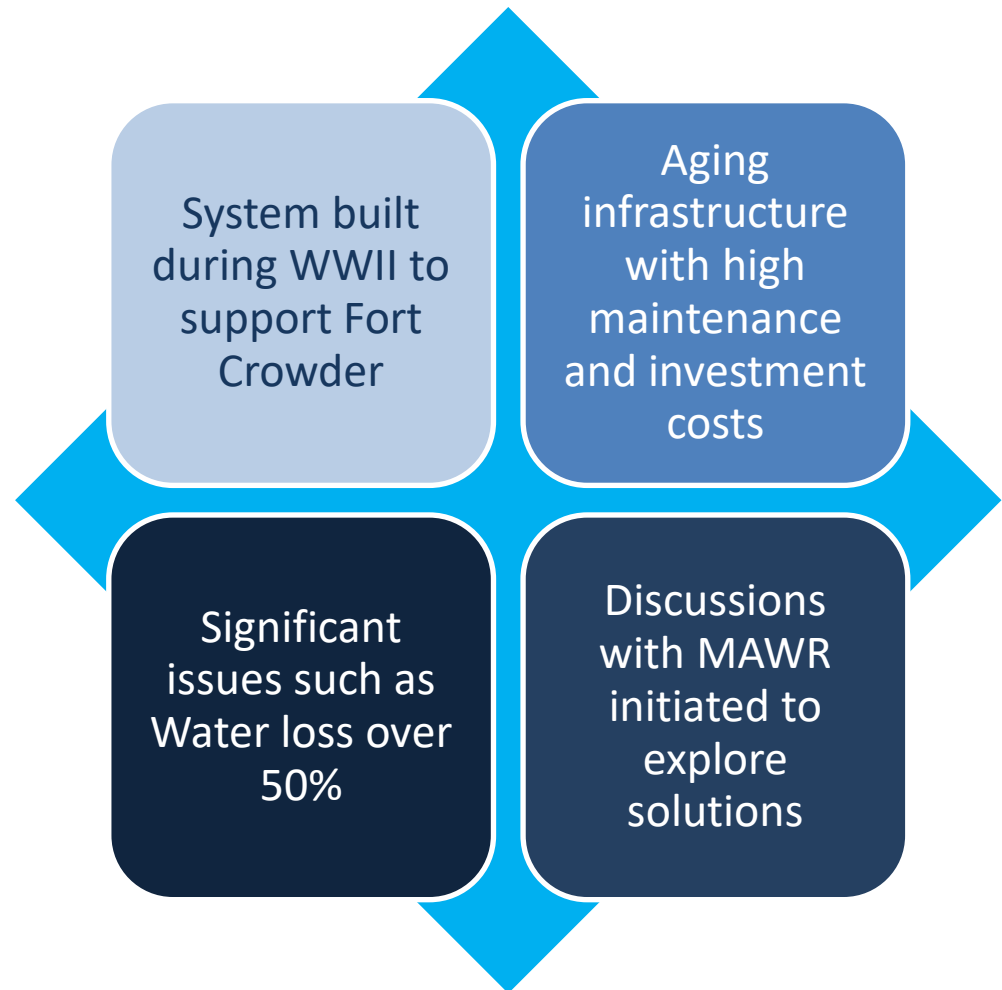 System built
during WWII to
support Fort
Crowder
Aging
infrastructure
with high
maintenance
and investment
costs
Significant
issues such as
Water loss over
50%
Discussions
with MAWR
initiated to
explore
solutions